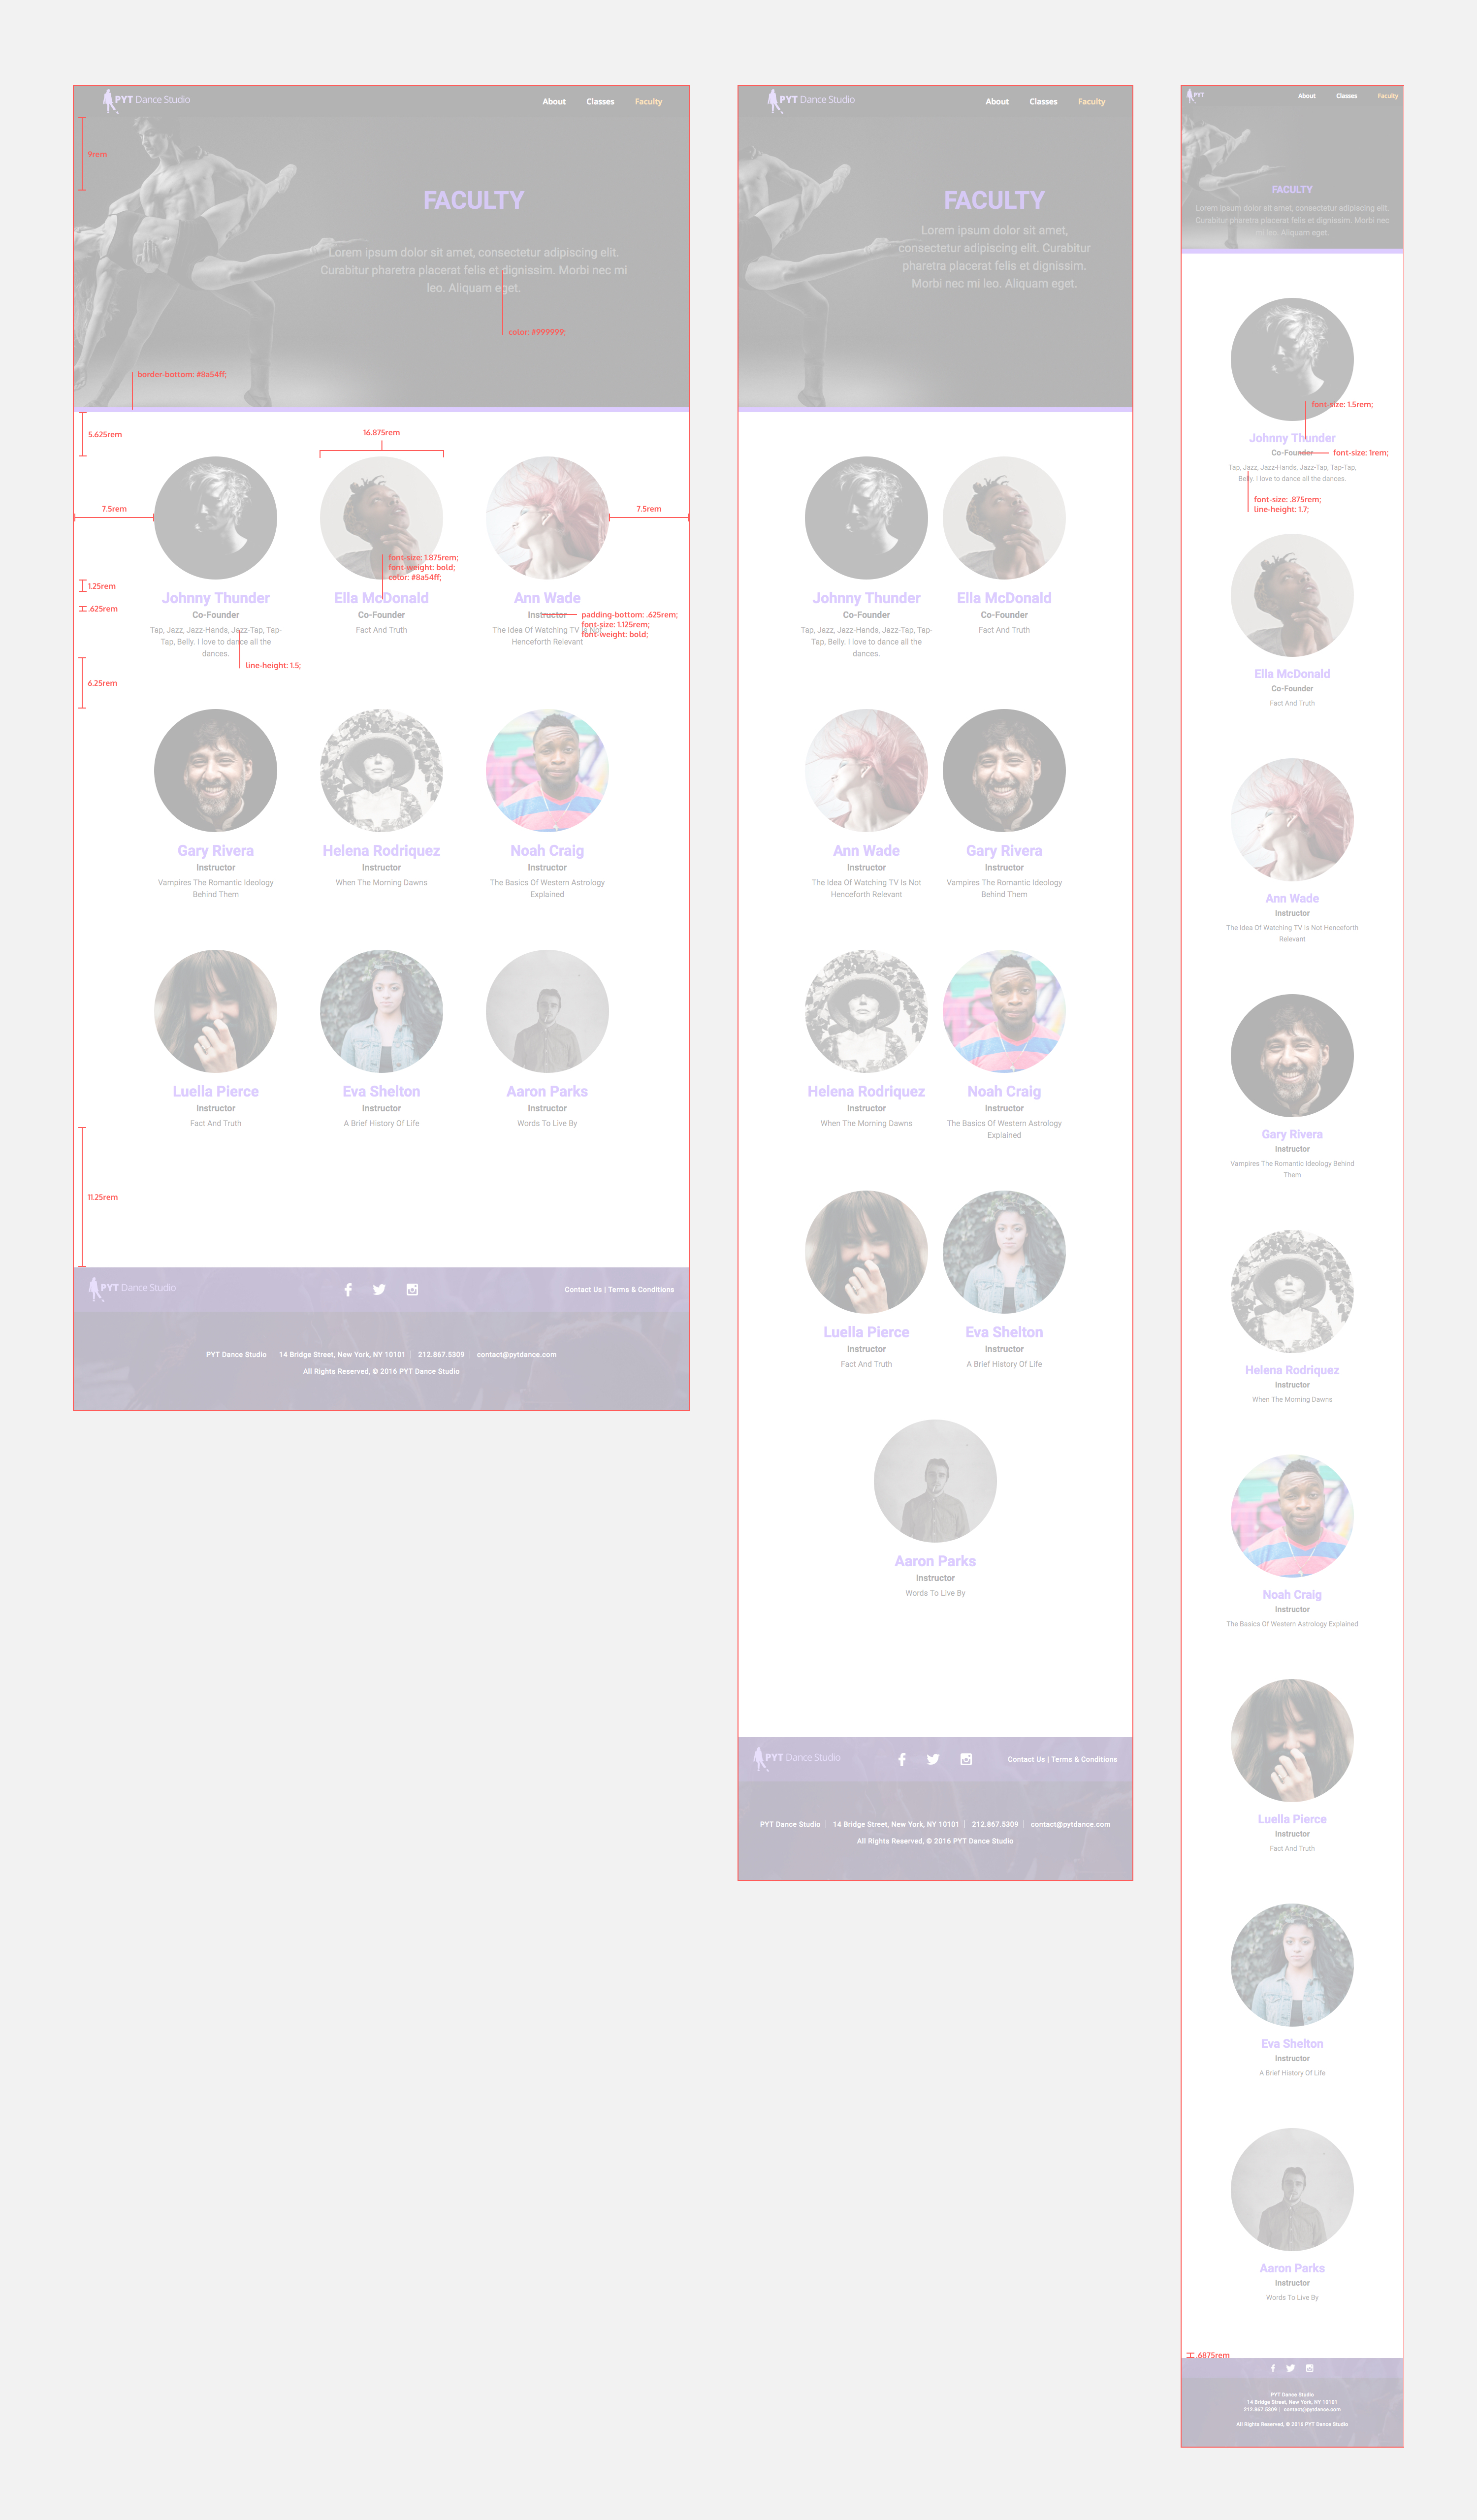 PYT Dance Studio
About Classes Faculty
9rem
FACULTY
Lorem ipsum dolor sit amet, consectetur adipiscing elit.
Curabitur pharetra placerat felis et dignissim. Morbi nec mi
leo. Aliquam eget.
color: #999999;
border-bottom: #8a54ff;
5.625rem
16.875rem
7.5rem
7.5rem
font-size: 1.875rem;
font-weight: bold;
color: #8a54ff;
1.25rem
.625rem
Johnny Thunder
Co-Founder
Tap, Jazz, Jazz-Hands, Jazz-Tap, Tap-
Tap, Belly. I love to dance all the
dances.
line-height: 1.5;
Ella McDonald
Co-Founder
Fact And Truth
Ann Wade
Instructor
The Idea Of Watching TV Is Not
Henceforth Relevant
padding-bottom: .625rem;
font-size: 1.125rem;
font-weight: bold;
6.25rem
Gary Rivera
Instructor
Vampires The Romantic Ideology
Behind Them
Helena Rodriquez
Instructor
When The Morning Dawns
Noah Craig
Instructor
The Basics Of Western Astrology
Explained
Luella Pierce
Instructor
Fact And Truth
Eva Shelton
Instructor
A Brief History Of Life
Aaron Parks
Instructor
Words To Live By
11.25rem
PYT Dance Studio
Contact Us | Terms & Conditions
PYT Dance Studio | 14 Bridge Street, New York, NY 10101 | 212.867.5309 | contact@pytdance.com
All Rights Reserved, © 2016 PYT Dance Studio
PYT Dance Studio
About Classes Faculty
FACULTY
Lorem ipsum dolor sit amet,
consectetur adipiscing elit. Curabitur
pharetra placerat felis et dignissim.
Morbi nec mi leo. Aliquam eget.
Johnny Thunder
Co-Founder
Tap, Jazz, Jazz-Hands, Jazz-Tap, Tap-
Tap, Belly. I love to dance all the
dances.
Ella McDonald
Co-Founder
Fact And Truth
Ann Wade
Instructor
The Idea Of Watching TV Is Not
Henceforth Relevant
Gary Rivera
Instructor
Vampires The Romantic Ideology
Behind Them
Helena Rodriquez
Instructor
When The Morning Dawns
Noah Craig
Instructor
The Basics Of Western Astrology
Explained
Luella Pierce
Instructor
Fact And Truth
Eva Shelton
Instructor
A Brief History Of Life
Aaron Parks
Instructor
Words To Live By
PYT Dance Studio
Contact Us | Terms & Conditions
PYT Dance Studio | 14 Bridge Street, New York, NY 10101 | 212.867.5309 | contact@pytdance.com
All Rights Reserved, © 2016 PYT Dance Studio
PYT
About Classes Faculty
FACULTY
Lorem ipsum dolor sit amet, consectetur adipiscing elit.
Curabitur pharetra placerat felis et dignissim. Morbi nec
mi leo. Aliquam eget.
font-size: 1.5rem;
Johnny Thunder
Co-Founder
font-size: 1rem;
Tap, Jazz, Jazz-Hands, Jazz-Tap, Tap-Tap,
Belly. I love to dance all the dances.
font-size: .875rem;
line-height: 1.7;
Ella McDonald
Co-Founder
Fact And Truth
Ann Wade
Instructor
The Idea Of Watching TV Is Not Henceforth
Relevant
Gary Rivera
Instructor
Vampires The Romantic Ideology Behind
Them
Helena Rodriquez
Instructor
When The Morning Dawns
Noah Craig
Instructor
The Basics Of Western Astrology Explained
Luella Pierce
Instructor
Fact And Truth
Eva Shelton
Instructor
A Brief History Of Life
Aaron Parks
Instructor
Words To Live By
.6875rem
PYT Dance Studio
14 Bridge Street, New York, NY 10101
212.867.5309 | contact@pytdance.com
All Rights Reserved, © 2016 PYT Dance Studio